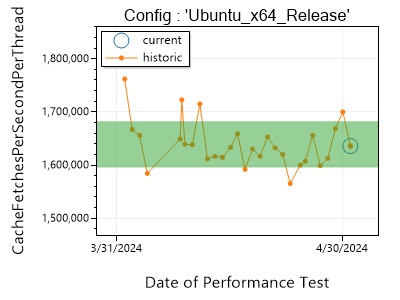 Config : 'Ubuntu_x64_Release'
CacheFetchesPerSecondPerThread
1,800,000
1,700,000
1,600,000
1,500,000
current
historic
3/31/2024
4/30/2024
Date of Performance Test